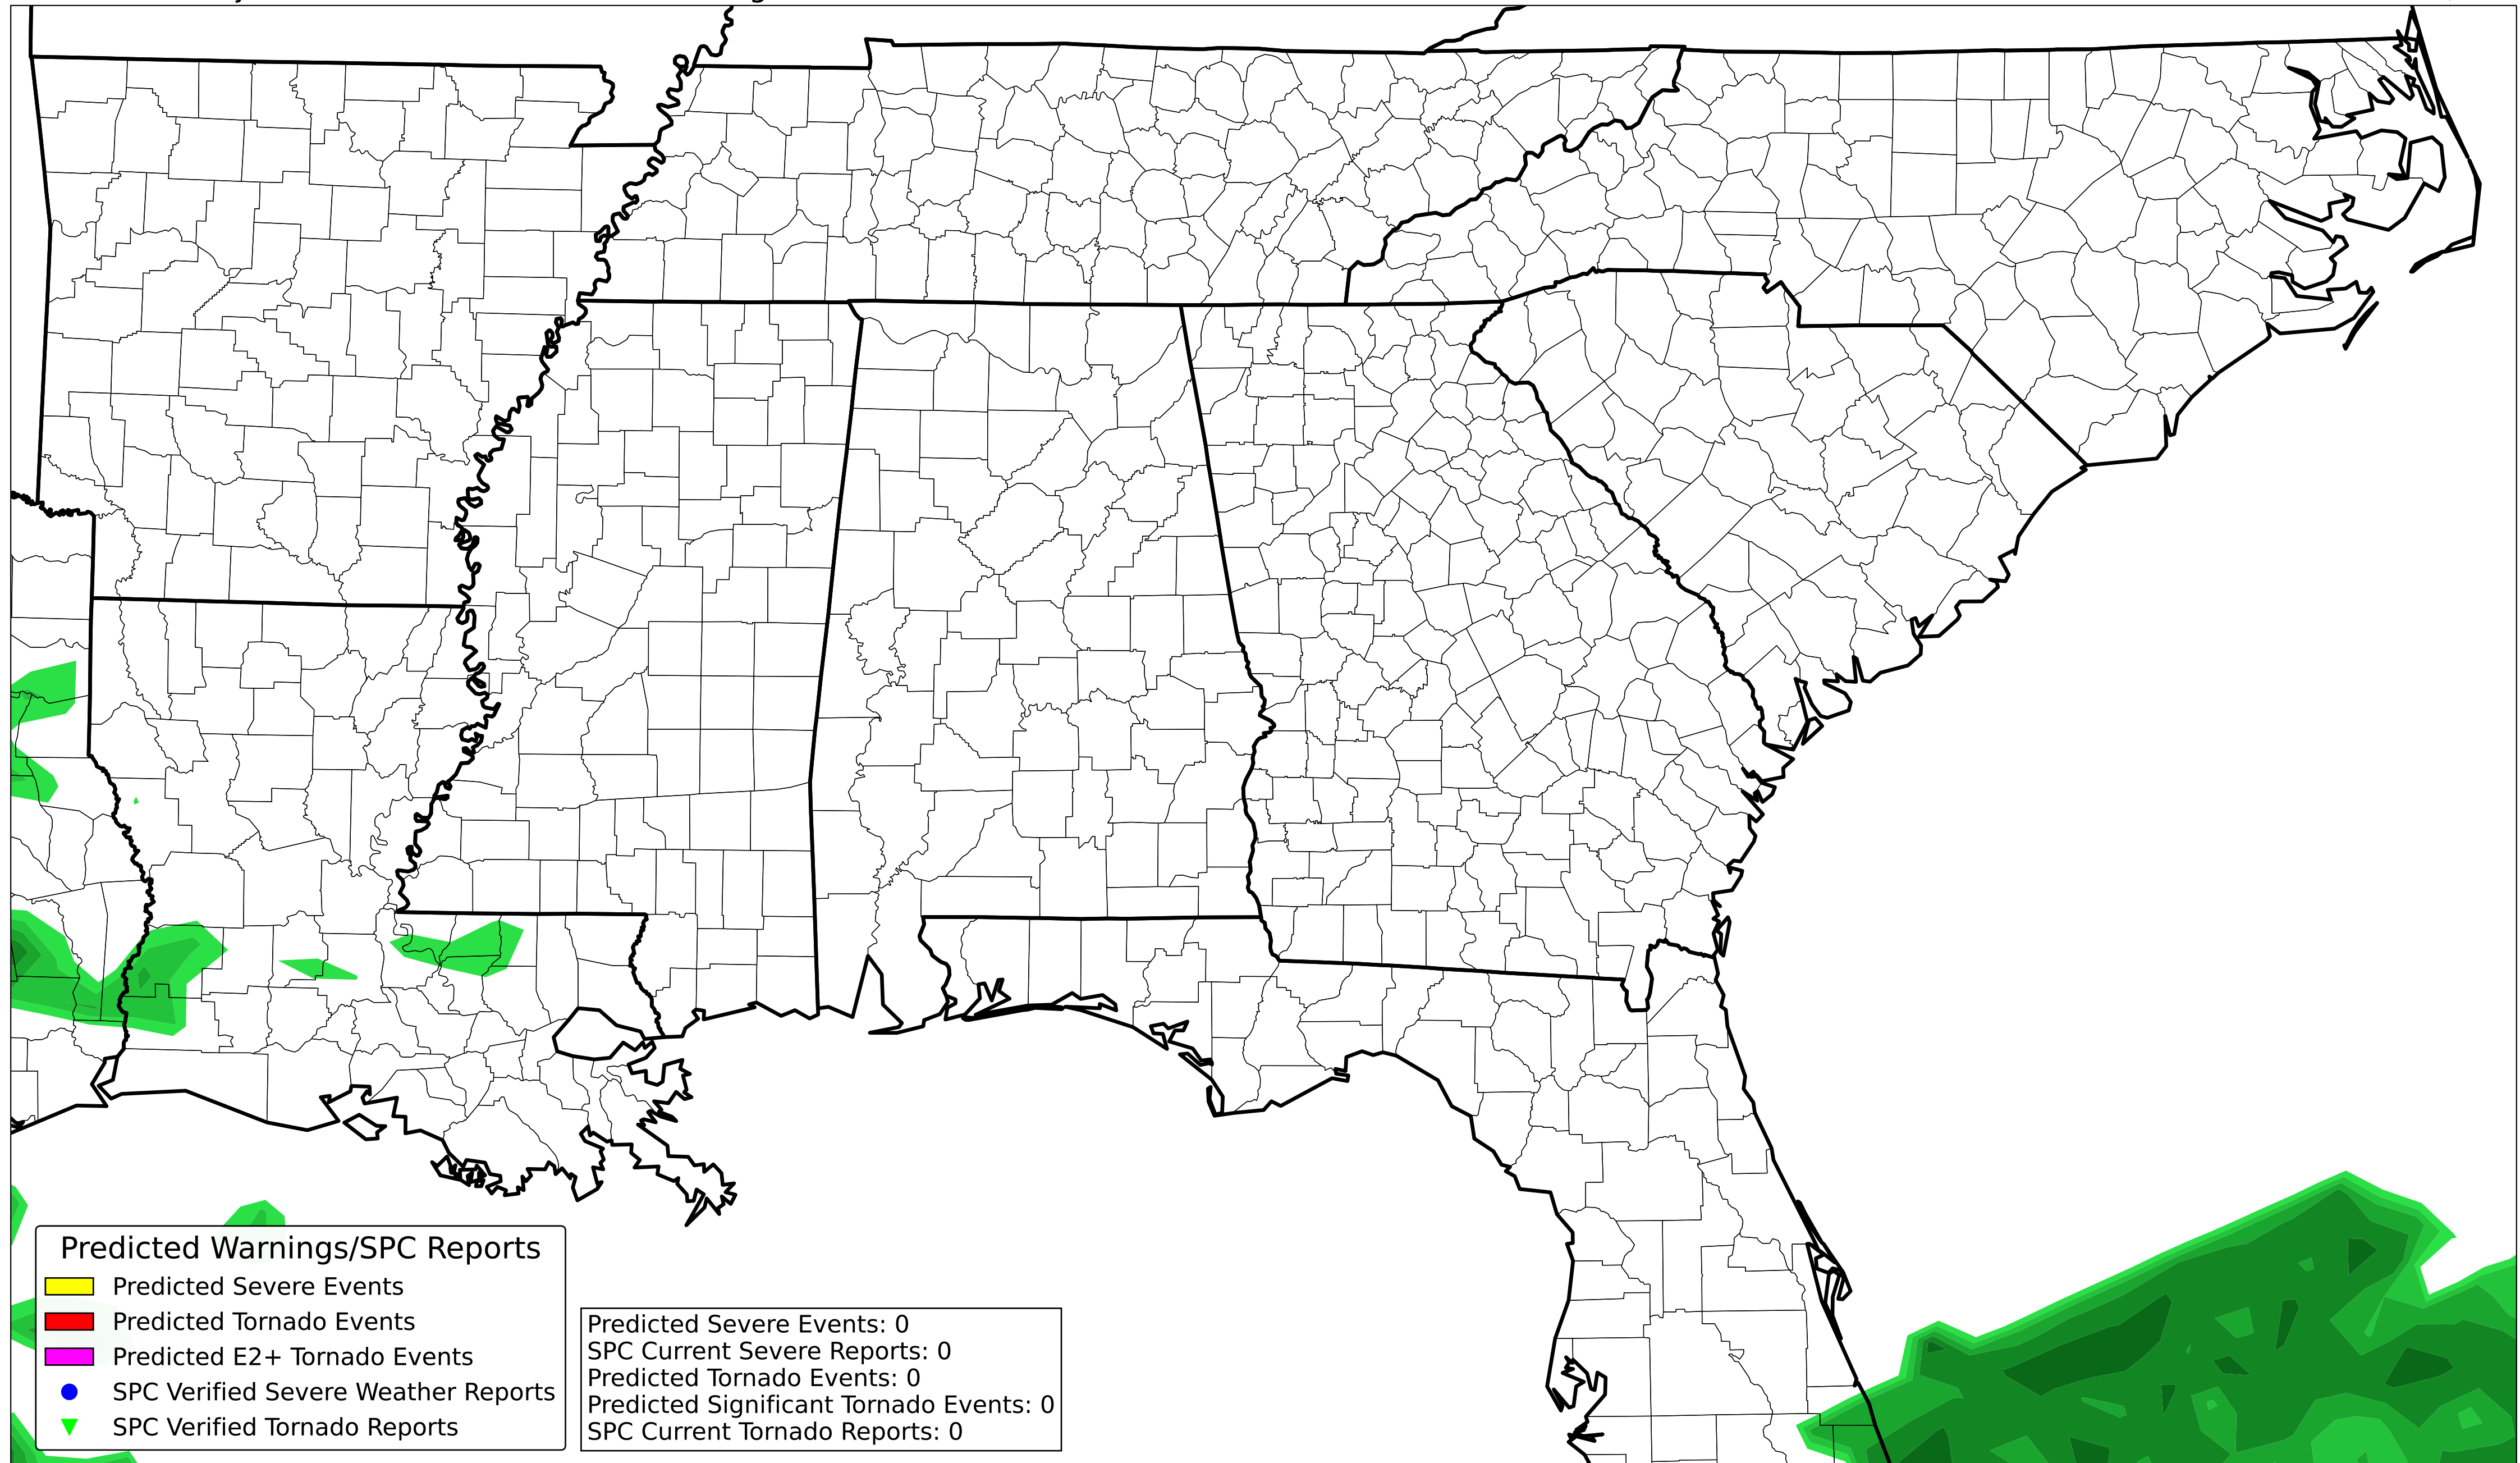 Predicted Warnings/SPC Reports
Predicted Severe Events
Predicted Tornado Events
Predicted E2+ Tornado Events
SPC Verified Severe Weather Reports
SPC Verified Tornado Reports
Predicted Severe Events: 0
SPC Current Severe Reports: 0
Predicted Tornado Events: 0
Predicted Significant Tornado Events: 0
SPC Current Tornado Reports: 0